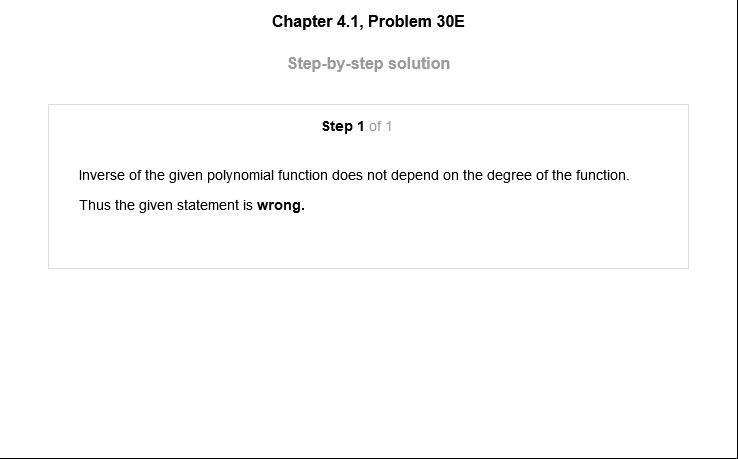 Chapter 4.1, Problem 30E
Step-by-step solution
Step 1 of 1
Inverse of the given polynomial function does not depend on the degree of the function.
Thus the given statement is wrong.